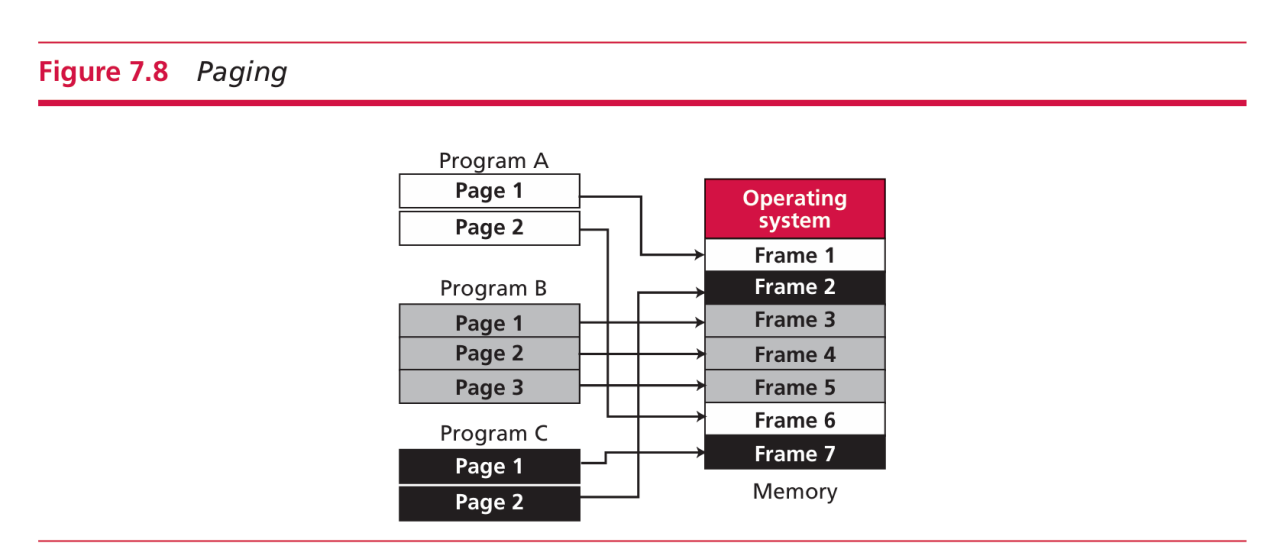 Figure 7.8 Paging
Program A
Page 1
Page 2
Program B
Page 1
Page 2
Page 3
Program C
Page 1
Page 2
Operating
system
Frame 1
Frame 2
Frame 3
Frame 4
Frame 5
Frame 6
Frame 7
Memory